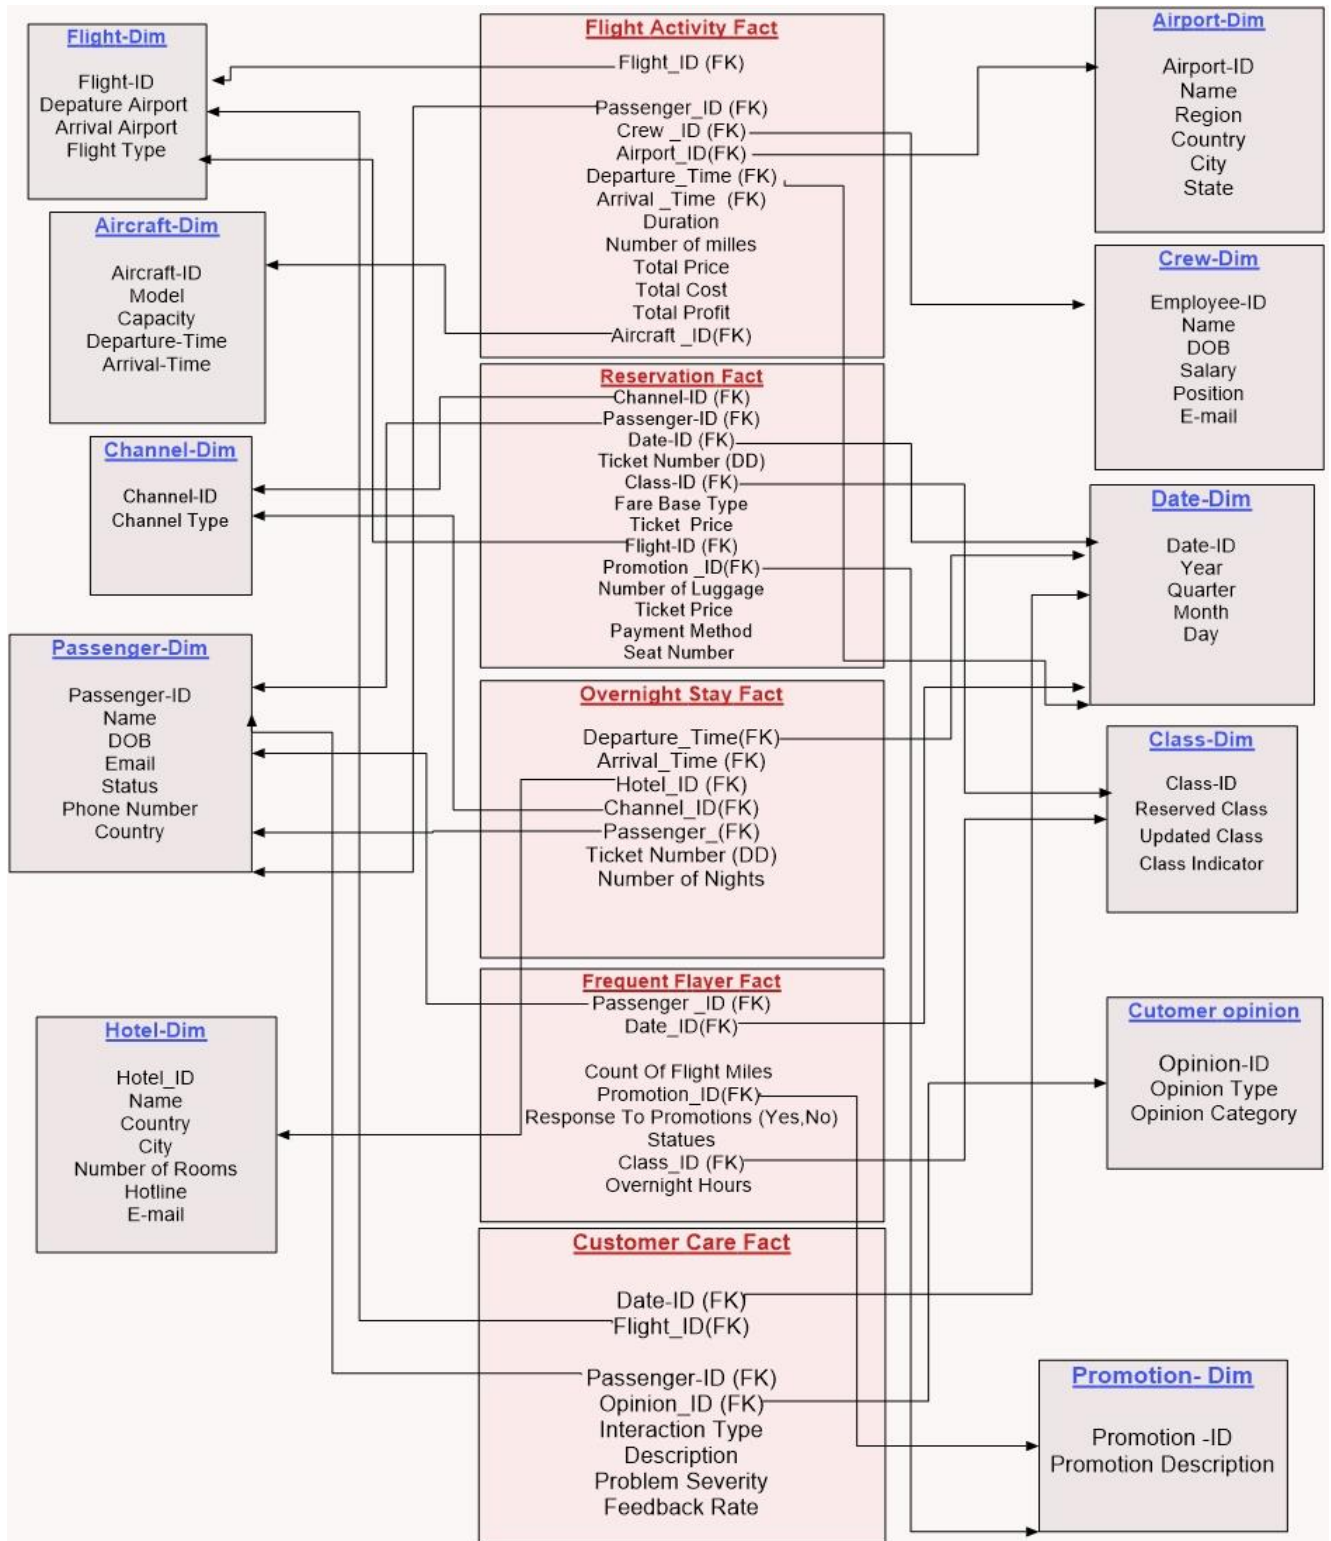 Flight-Dim
Flight-ID
Depature Airport
Arrival Airport
Flight Type
Aircraft-Dim
Aircraft-ID
Model
Capacity
Departure-Time
Arrival-Time
Channel-Dim
Channel-ID
Channel Type
Passenger-Dim
Passenger-ID
Name
DOB
Email
Status
Phone Number
Country
Hotel-Dim
Hotel_ID
Name
Country
City
Number of Rooms
Hotline
E-mail
Flight Activity Fact
Flight_ID (FK)
Passenger_ID (FK)
Crew _ID (FK)
Airport_ID(FK)
Departure_Time (FK)
Arrival _Time (FK)
Duration
Number of milles
Total Price
Total Cost
Total Profit
Aircraft _ID(FK)
Reservation Fact
Channel-ID (FK)
Passenger-ID (FK)
Date-ID (FK)
Ticket Number (DD)
Class-ID (FK)
Fare Base Type
Ticket Price
Flight-ID (FK)
Promotion _ID(FK)
Number of Luggage
Ticket Price
Payment Method
Seat Number
Overnight Stay Fact
Departure_Time(FK)
Arrival_Time (FK)
Hotel_ID (FK)
Channel_ID(FK)
Passenger_(FK)
Ticket Number (DD)
Number of Nights
Frequent Flayer Fact
Passenger _ID (FK)
Date_ID(FK)
Count Of Flight Miles
Promotion_ID(FK)
Response To Promotions (Yes,No)
Statues
Class_ID (FK)
Overnight Hours
Customer Care Fact
Date-ID (FK)
Flight_ID(FK)
Passenger-ID (FK)
Opinion_ID (FK)
Interaction Type
Description
Problem Severity
Feedback Rate
Airport-Dim
Airport-ID
Name
Region
Country
City
State
Crew-Dim
Employee-ID
Name
DOB
Salary
Position
E-mail
Date-Dim
Date-ID
Year
Quarter
Month
Day
Class-Dim
Class-ID
Reserved Class
Updated Class
Class Indicator
Cutomer opinion
Opinion-ID
Opinion Type
Opinion Category
Promotion- Dim
Promotion -ID
Promotion Description